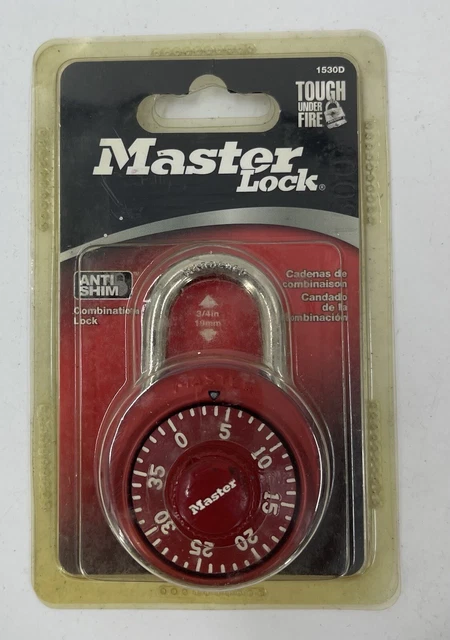 1530D
TOUGH
UNDER
FIRE
Master
Lock®
ANTI
SHIM
Combination
Lock
Cadenas de
combinaison
Candado
de la
combinación
3/4in
19mm
0
5
10
15
20
25
30
35
Master